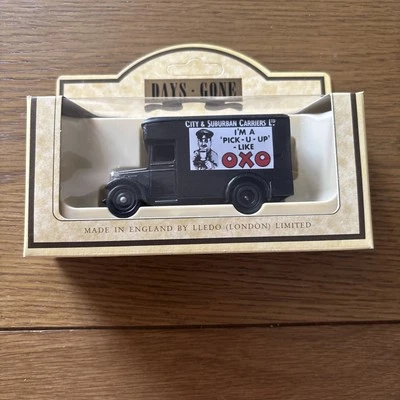 DAYS · GONE
CITY & SUBURBAN CARRIERS LTD
I'M A
'PICK-U-UP'
-LIKE
OXO
MADE IN ENGLAND BY LLEDO (LONDON) LIMITED